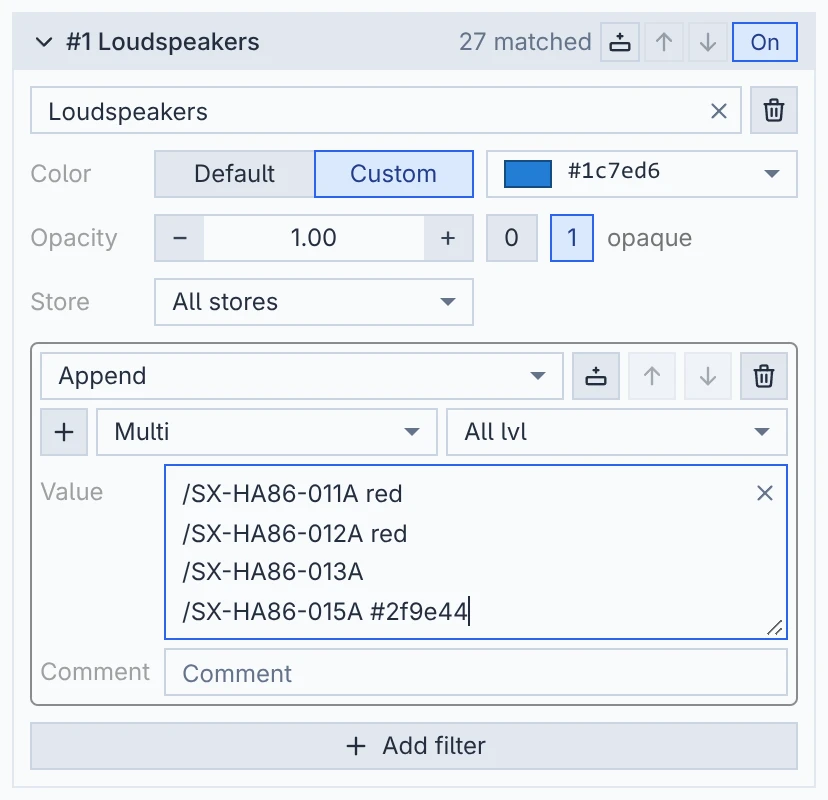 #1 Loudspeakers 27 matched On
Loudspeakers
Color Default Custom #1c7ed6
Opacity − 1.00 + 0 1 opaque
Store All stores
Append
+ Multi All lvl
Value /SX-HA86-011A red
/SX-HA86-012A red
/SX-HA86-013A
/SX-HA86-015A #2f9e44
Comment Comment
+ Add filter